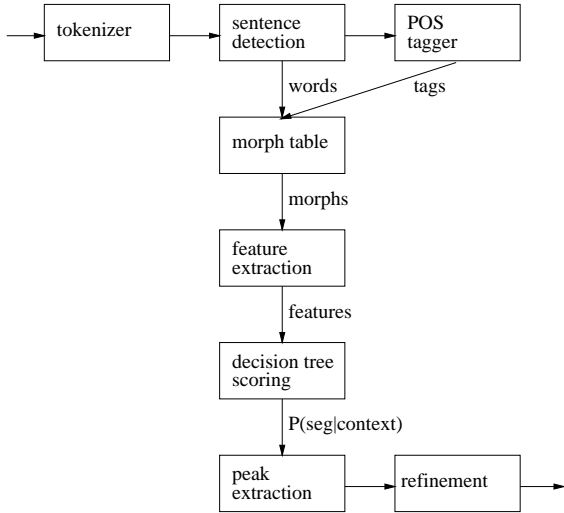 tokenizer
sentence
detection
POS
tagger
words
tags
morph table
morphs
feature
extraction
features
decision tree
scoring
P(seg|context)
peak
extraction
refinement